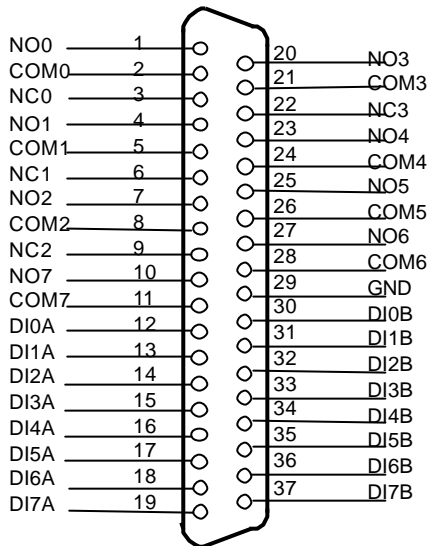 NO0 1
COM0 2
NC0 3
NO1 4
COM1 5
NC1 6
NO2 7
COM2 8
NC2 9
NO7 10
COM7 11
DI0A 12
DI1A 13
DI2A 14
DI3A 15
DI4A 16
DI5A 17
DI6A 18
DI7A 19
20 NO3
21 COM3
22 NC3
23 NO4
24 COM4
25 NO5
26 COM5
27 NO6
28 COM6
29 GND
30 DI0B
31 DI1B
32 DI2B
33 DI3B
34 DI4B
35 DI5B
36 DI6B
37 DI7B